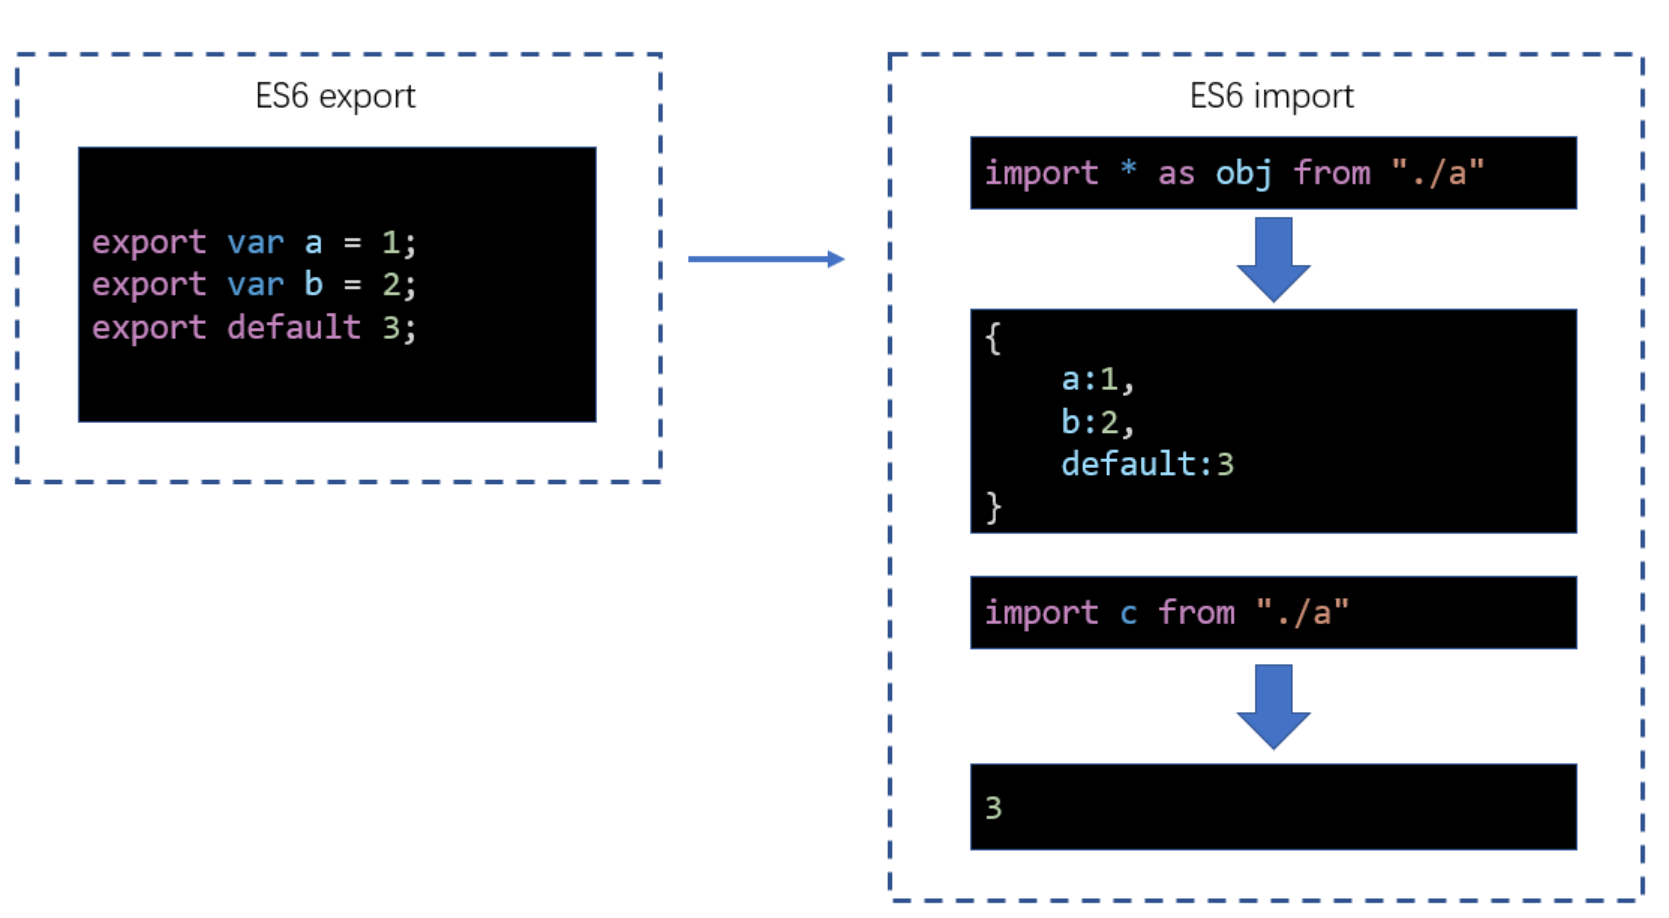 ES6 export
export var a = 1;
export var b = 2;
export default 3;
ES6 import
import * as obj from "./a"
{
a:1,
b:2,
default:3
}
import c from "./a"
3